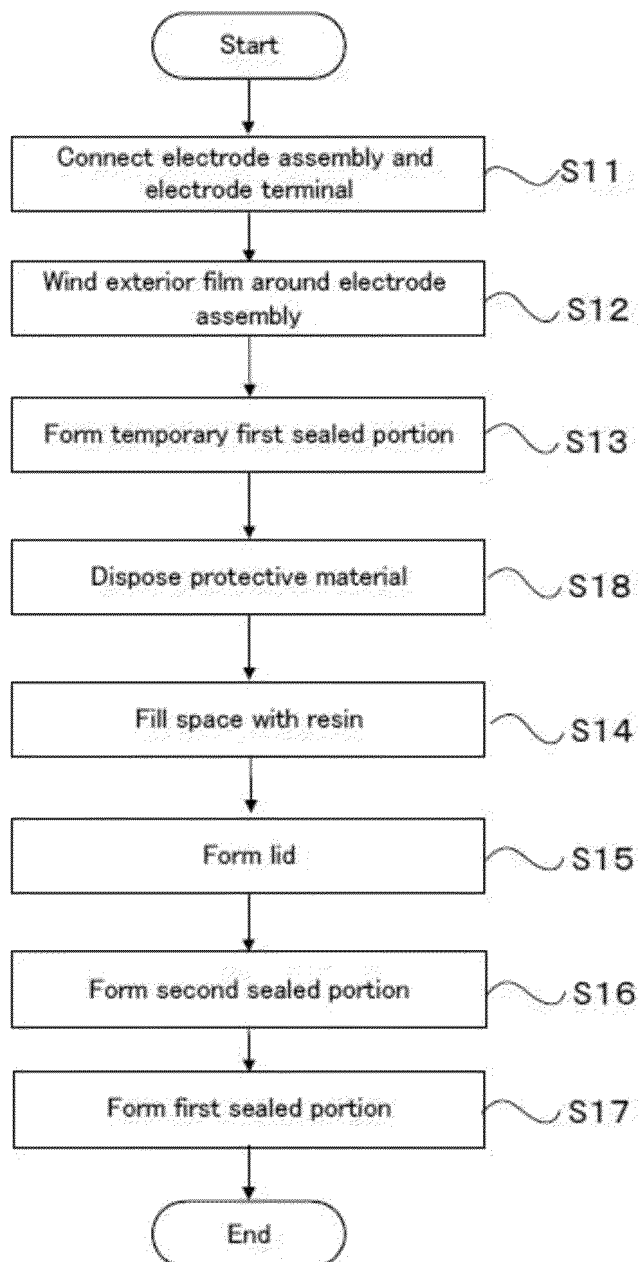 Start
Connect electrode assembly and
electrode terminal
S11
Wind exterior film around electrode
assembly
S12
Form temporary first sealed portion
S13
Dispose protective material
S18
Fill space with resin
S14
Form lid
S15
Form second sealed portion
S16
Form first sealed portion
S17
End